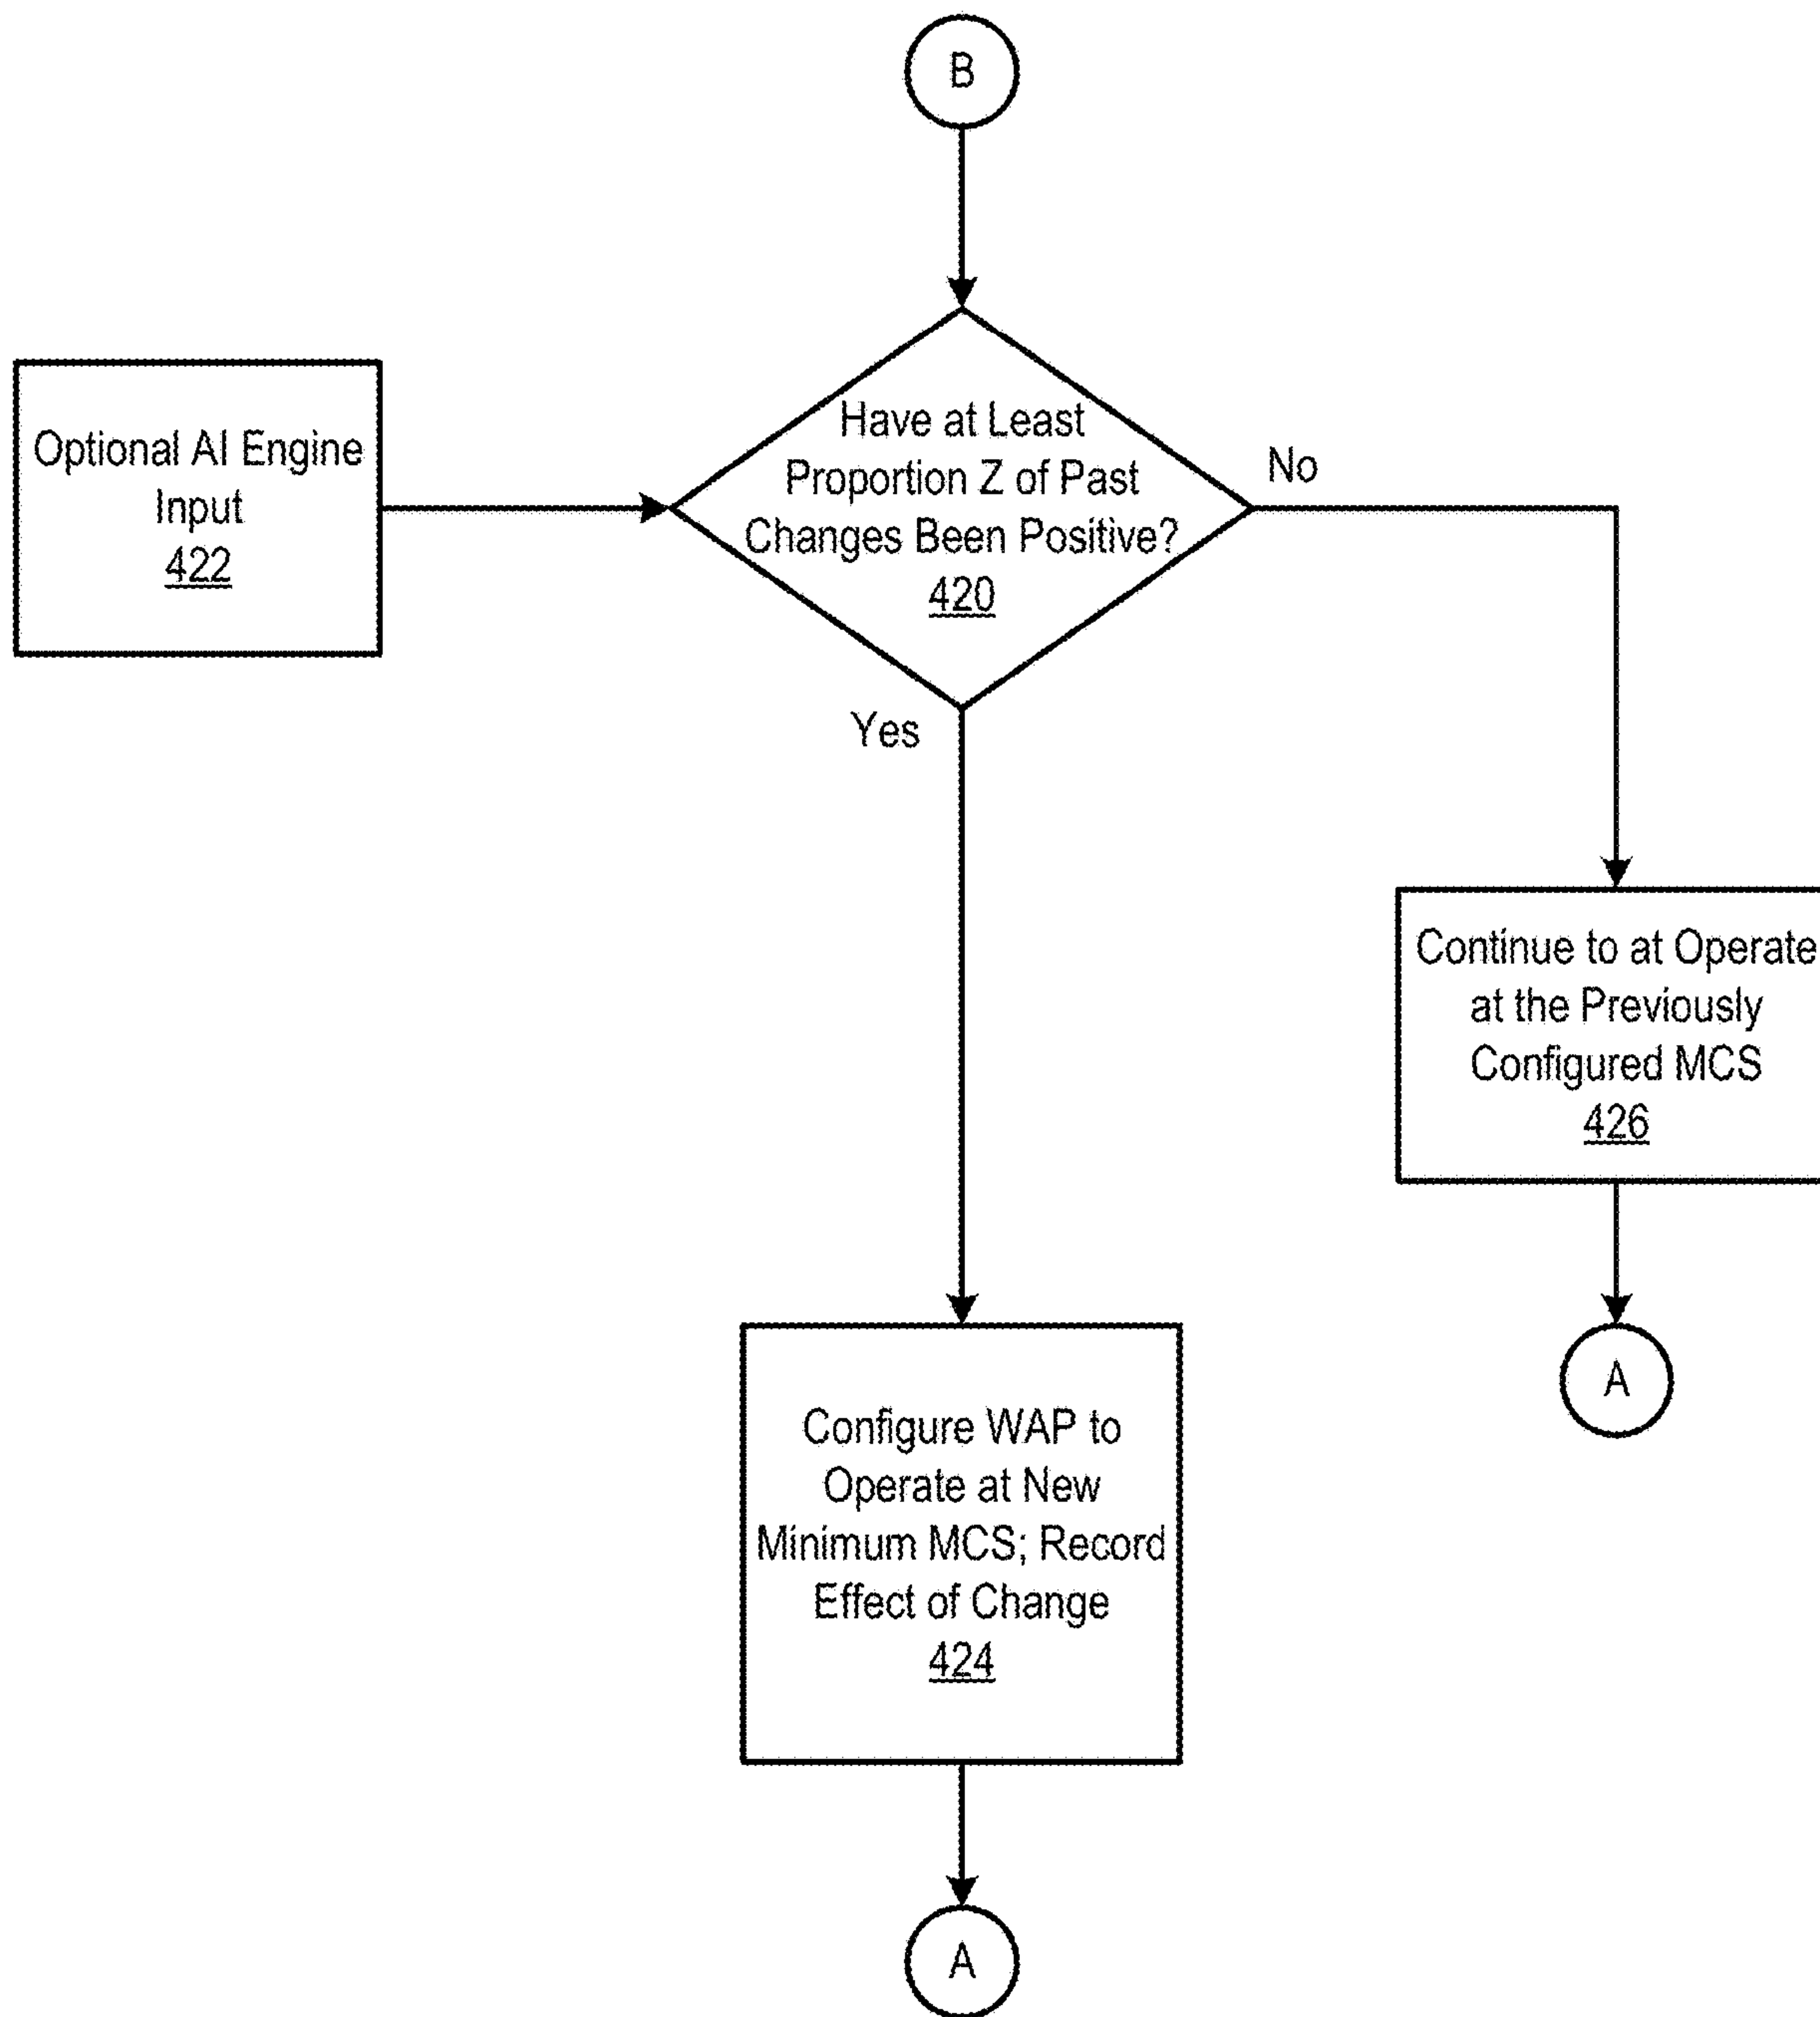 B
Optional AI Engine
Input
422
Have at Least
Proportion Z of Past
Changes Been Positive?
420
No
Yes
Continue to at Operate
at the Previously
Configured MCS
426
A
Configure WAP to
Operate at New
Minimum MCS; Record
Effect of Change
424
A